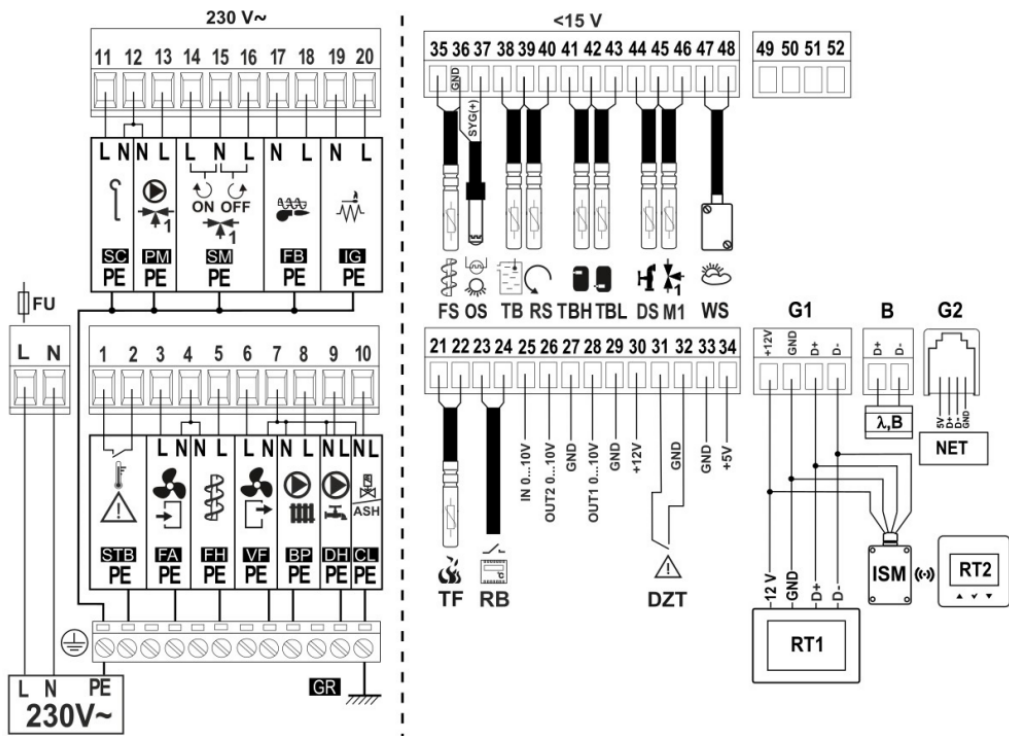 230 V~
11 12 13 14 15 16 17 18 19 20
L N N L L N L N L N L
ON OFF
1
1
SC PM SM FB IG
PE PE PE PE PE
FU
L N
1 2 3 4 5 6 7 8 9 10
L N L N L N L N L N L
ASH
STB FA FH VF BP DH CL
PE PE PE PE PE PE PE
GR
L N PE
230V~
<15 V
35 36 37 38 39 40 41 42 43 44 45 46 47 48
49 50 51 52
GND
SYG(+)
1
FS OS TB RS TBH TBL DS M1 WS
21 22 23 24 25 26 27 28 29 30 31 32 33 34
IN 0...10V
OUT2 0...10V
GND
OUT1 0...10V
GND
+12V
GND
GND
+5V
TF RB DZT
G1 B G2
+12V GND D+ D-
D+ D-
5V D+ D- GND
λ,B
NET
12 V GND D+ D-
ISM
RT2
RT1